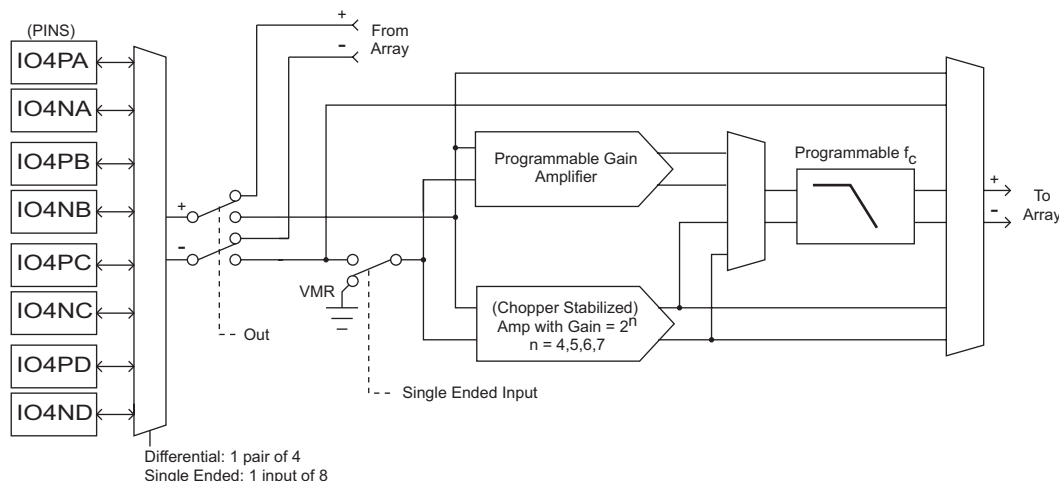 (PINS)
IO4PA
IO4NA
IO4PB
IO4NB
IO4PC
IO4NC
IO4PD
IO4ND
+
-
From
Array
+
-
Out
-
VMR
Single Ended Input
Programmable Gain
Amplifier
(Chopper Stabilized)
Amp with Gain = 2^n
n = 4,5,6,7
Programmable f_c
+
-
To
Array
Differential: 1 pair of 4
Single Ended: 1 input of 8